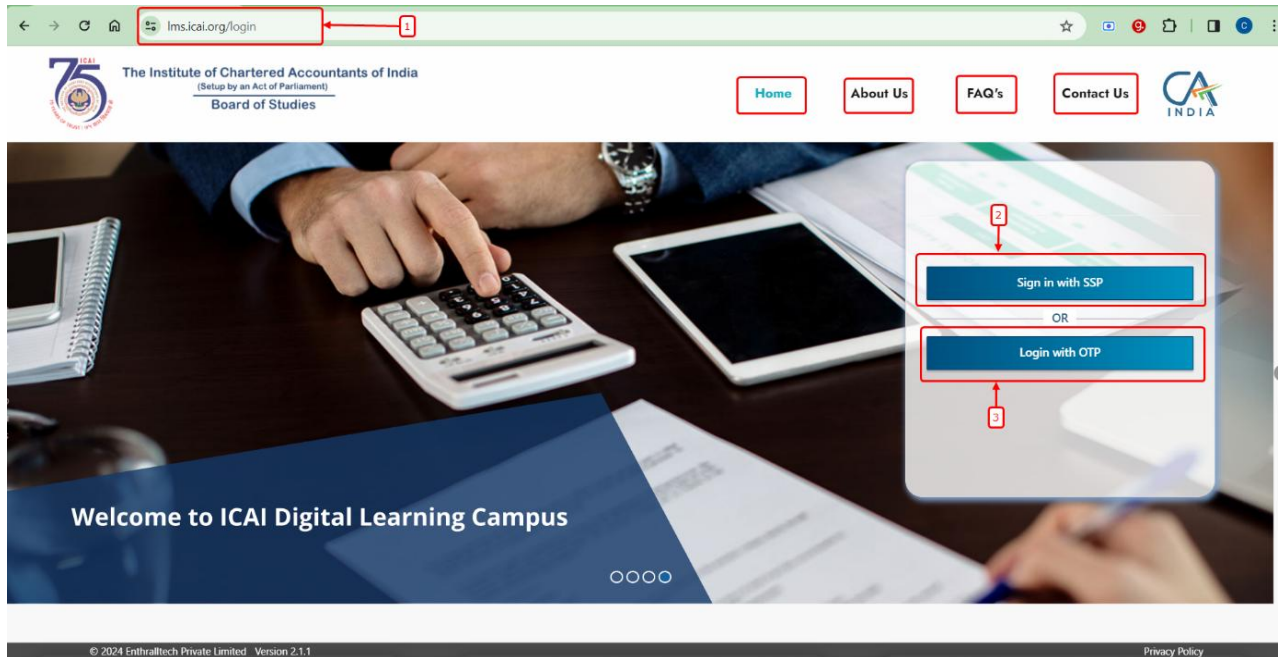 lms.icai.org/login
1
ICAI
75
The Institute of Chartered Accountants of India
(Setup by an Act of Parliament)
Board of Studies
Home
About Us
FAQ's
Contact Us
CA
INDIA
2
Sign in with SSP
OR
Login with OTP
3
Welcome to ICAI Digital Learning Campus
© 2024 Enthralltech Private Limited Version 2.1.1
Privacy Policy